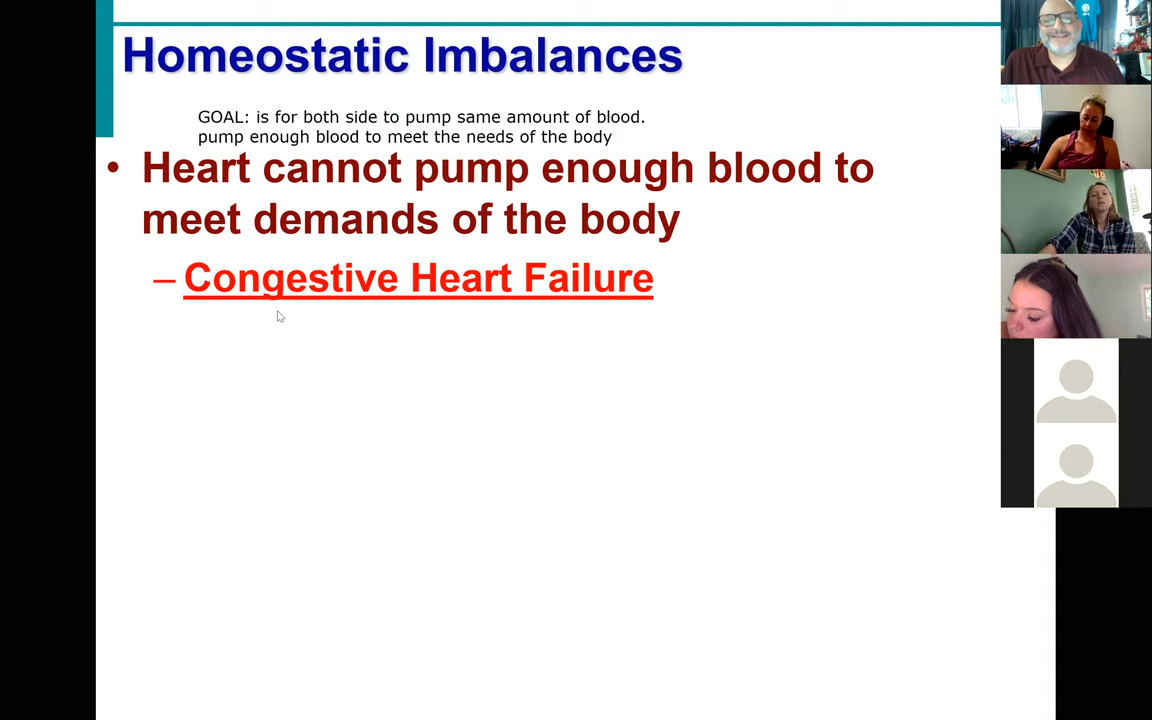 Homeostatic Imbalances
GOAL: is for both side to pump same amount of blood.
pump enough blood to meet the needs of the body
• Heart cannot pump enough blood to
meet demands of the body
– Congestive Heart Failure